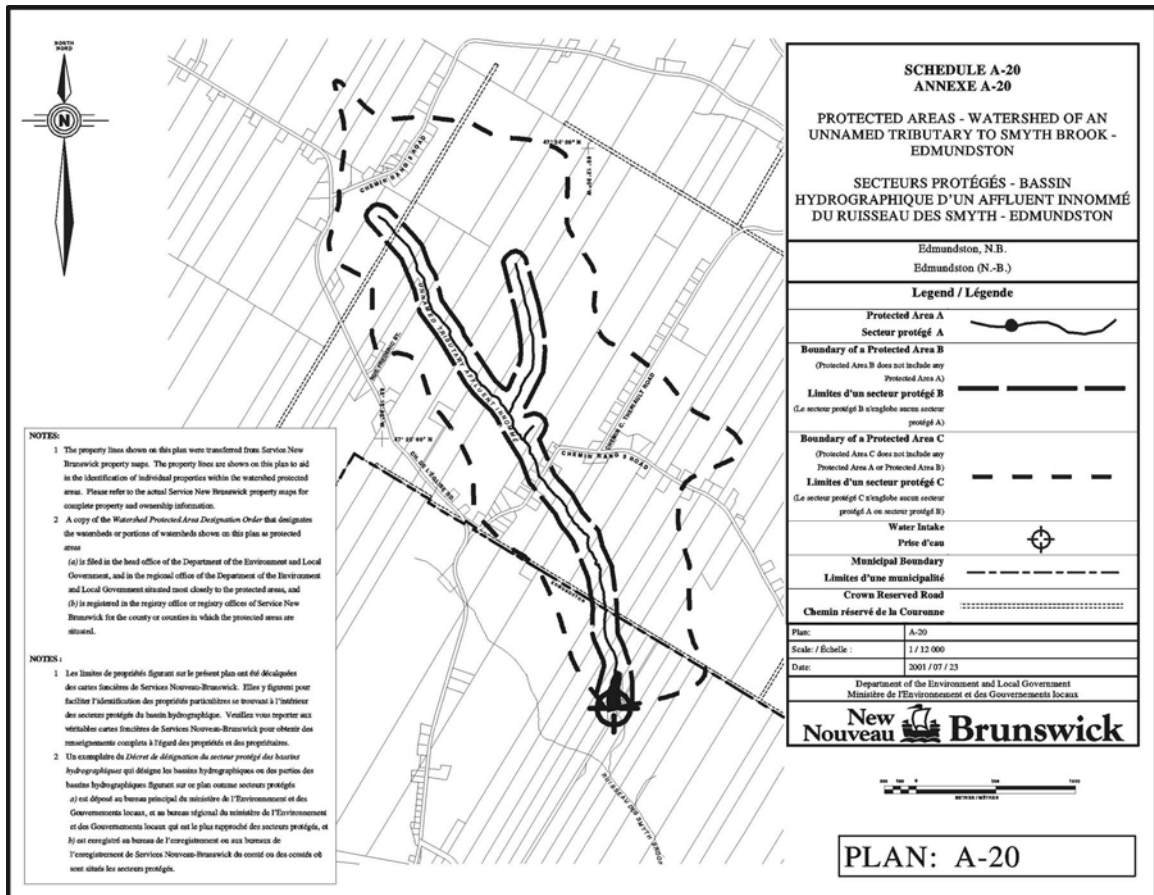 NORTH
NORD
N
CHEMIN RANG 5 ROAD
UNNAMED TRIBUTARY AFFLUENT INNOMMÉ
CHEMIN C. THERIAULT ROAD
CHEMIN RANG 3 ROAD
RUISSEAU DES SMYTH BROOK
SCHEDULE A-20
ANNEXE A-20
PROTECTED AREAS - WATERSHED OF AN
UNNAMED TRIBUTARY TO SMYTH BROOK -
EDMUNDSTON
SECTEURS PROTÉGÉS - BASSIN
HYDROGRAPHIQUE D'UN AFFLUENT INNOMMÉ
DU RUISSEAU DES SMYTH - EDMUNDSTON
Edmundston, N.B.
Edmundston (N.-B.)
Legend / Légende
Protected Area A
Secteur protégé A
Boundary of a Protected Area B
(Protected Area B does not include any
Protected Area A)
Limites d'un secteur protégé B
(Le secteur protégé B n'englobe aucun secteur
protégé A)
Boundary of a Protected Area C
(Protected Area C does not include any
Protected Area A or Protected Area B)
Limites d'un secteur protégé C
(Le secteur protégé C n'englobe aucun secteur
protégé A ou secteur protégé B)
Water Intake
Prise d'eau
Municipal Boundary
Limites d'une municipalité
Crown Reserved Road
Chemin réservé de la Couronne
Plan: A-20
Scale: / Échelle : 1 / 12 000
Date: 2001 / 07 / 23
Department of the Environment and Local Government
Ministère de l'Environnement et des Gouvernements locaux
New
Nouveau Brunswick
METRES / MÈTRES
PLAN: A-20
NOTES:
1 The property lines shown on this plan were transferred from Service New
Brunswick property maps. The property lines are shown on this plan to aid
in the identification of individual properties within the watershed protected
areas. Please refer to the actual Service New Brunswick property maps for
complete property and ownership information.
2 A copy of the Watershed Protected Area Designation Order that designates
the watersheds or portions of watersheds shown on this plan as protected
areas
(a) is filed in the head office of the Department of the Environment and Local
Government, and in the regional office of the Department of the Environment
and Local Government situated most closely to the protected areas, and
(b) is registered in the registry office or registry offices of Service New
Brunswick for the county or counties in which the protected areas are
situated.
NOTES :
1 Les limites de propriétés figurant sur le présent plan ont été décalquées
des cartes foncières de Services Nouveau-Brunswick. Elles y figurent pour
faciliter l'identification des propriétés particulières se trouvant à l'intérieur
des secteurs protégés du bassin hydrographique. Veuillez vous reporter aux
véritables cartes foncières de Services Nouveau-Brunswick pour obtenir des
renseignements complets à l'égard des propriétés et des propriétaires.
2 Un exemplaire du Décret de désignation du secteur protégé des bassins
hydrographiques qui désigne les bassins hydrographiques ou des parties des
bassins hydrographiques figurant sur ce plan comme secteurs protégés
a) est déposé au bureau principal du ministère de l'Environnement et des
Gouvernements locaux, et au bureau régional du ministère de l'Environnement
et des Gouvernements locaux qui est le plus rapproché des secteurs protégés, et
b) est enregistré au bureau de l'enregistrement ou aux bureaux de
l'enregistrement de Services Nouveau-Brunswick du comté ou des comtés où
sont situés les secteurs protégés.